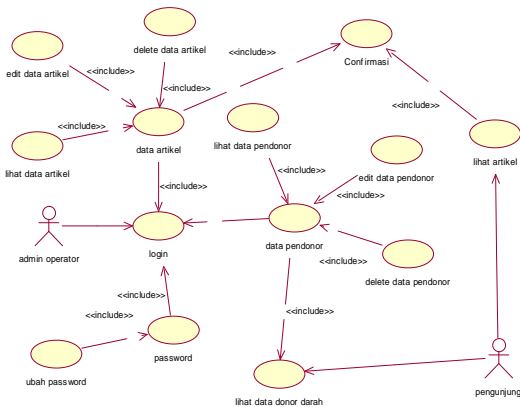 delete data artikel
Confirmasi
edit data artikel
<<include>>
<<include>>
<<include>>
<<include>>
data artikel
<<include>>
lihat data pendonor
lihat artikel
lihat data artikel
<<include>>
edit data pendonor
<<include>>
<<include>>
admin operator
login
data pendonor
<<include>>
delete data pendonor
<<include>>
<<include>>
<<include>>
password
ubah password
lihat data donor darah
pengunjung